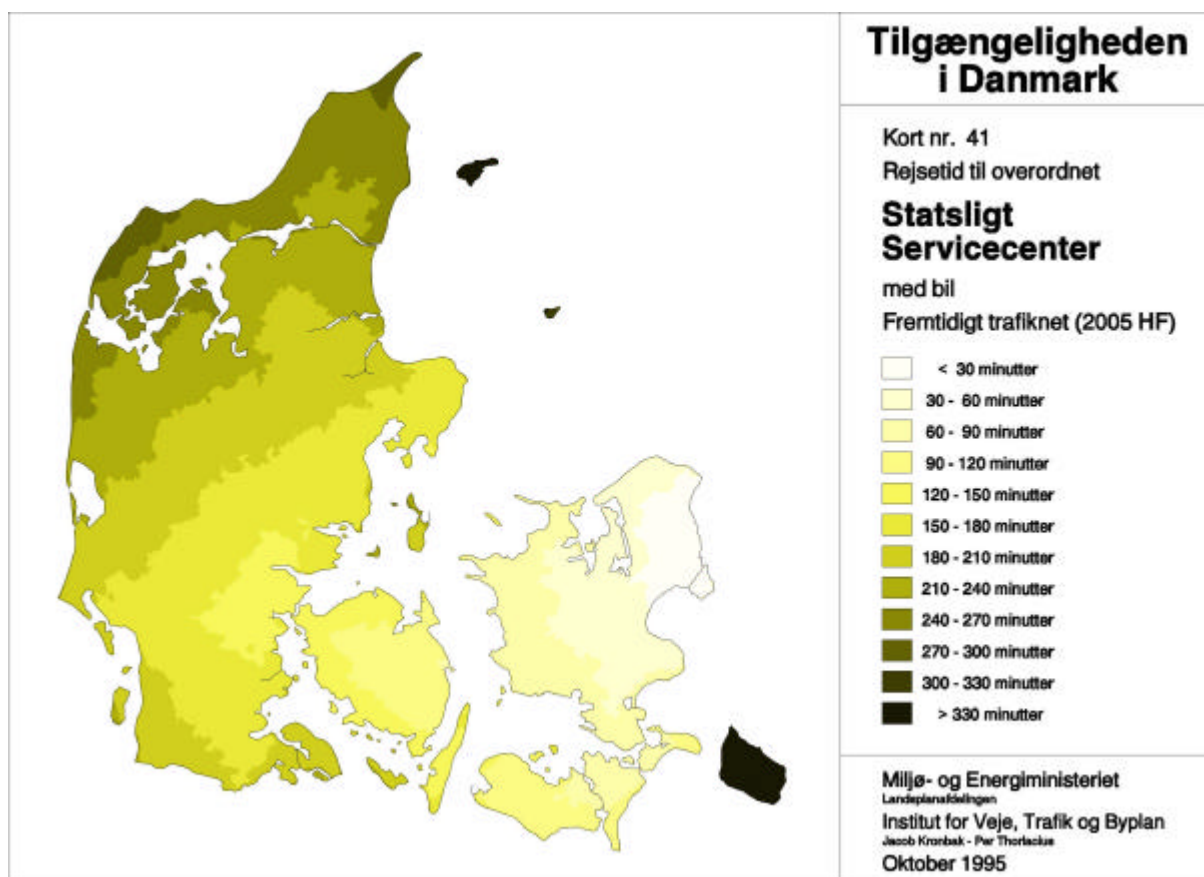 Tilgængeligheden
i Danmark
Kort nr. 41
Rejsetid til overordnet
Statsligt
Servicecenter
med bil
Fremtidigt trafiknet (2005 HF)
< 30 minutter
30 - 60 minutter
60 - 90 minutter
90 - 120 minutter
120 - 150 minutter
150 - 180 minutter
180 - 210 minutter
210 - 240 minutter
240 - 270 minutter
270 - 300 minutter
300 - 330 minutter
> 330 minutter
Miljø- og Energiministeriet
Landsplanafdelingen
Institut for Veje, Trafik og Byplan
Jacob Kronbak - Per Thorlacius
Oktober 1995